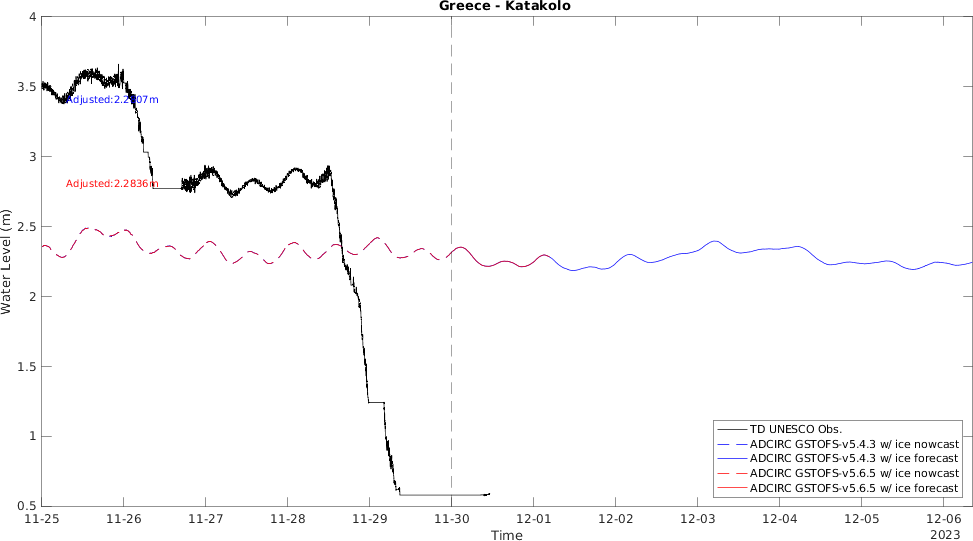 Greece - Katakolo
4
3.5
3
2.5
2
1.5
1
0.5
Water Level (m)
Adjusted:2.2907m
Adjusted:2.2836m
TD UNESCO Obs.
ADCIRC GSTOFS-v5.4.3 w/ ice nowcast
ADCIRC GSTOFS-v5.4.3 w/ ice forecast
ADCIRC GSTOFS-v5.6.5 w/ ice nowcast
ADCIRC GSTOFS-v5.6.5 w/ ice forecast
11-25 11-26 11-27 11-28 11-29 11-30 12-01 12-02 12-03 12-04 12-05 12-06
Time
2023